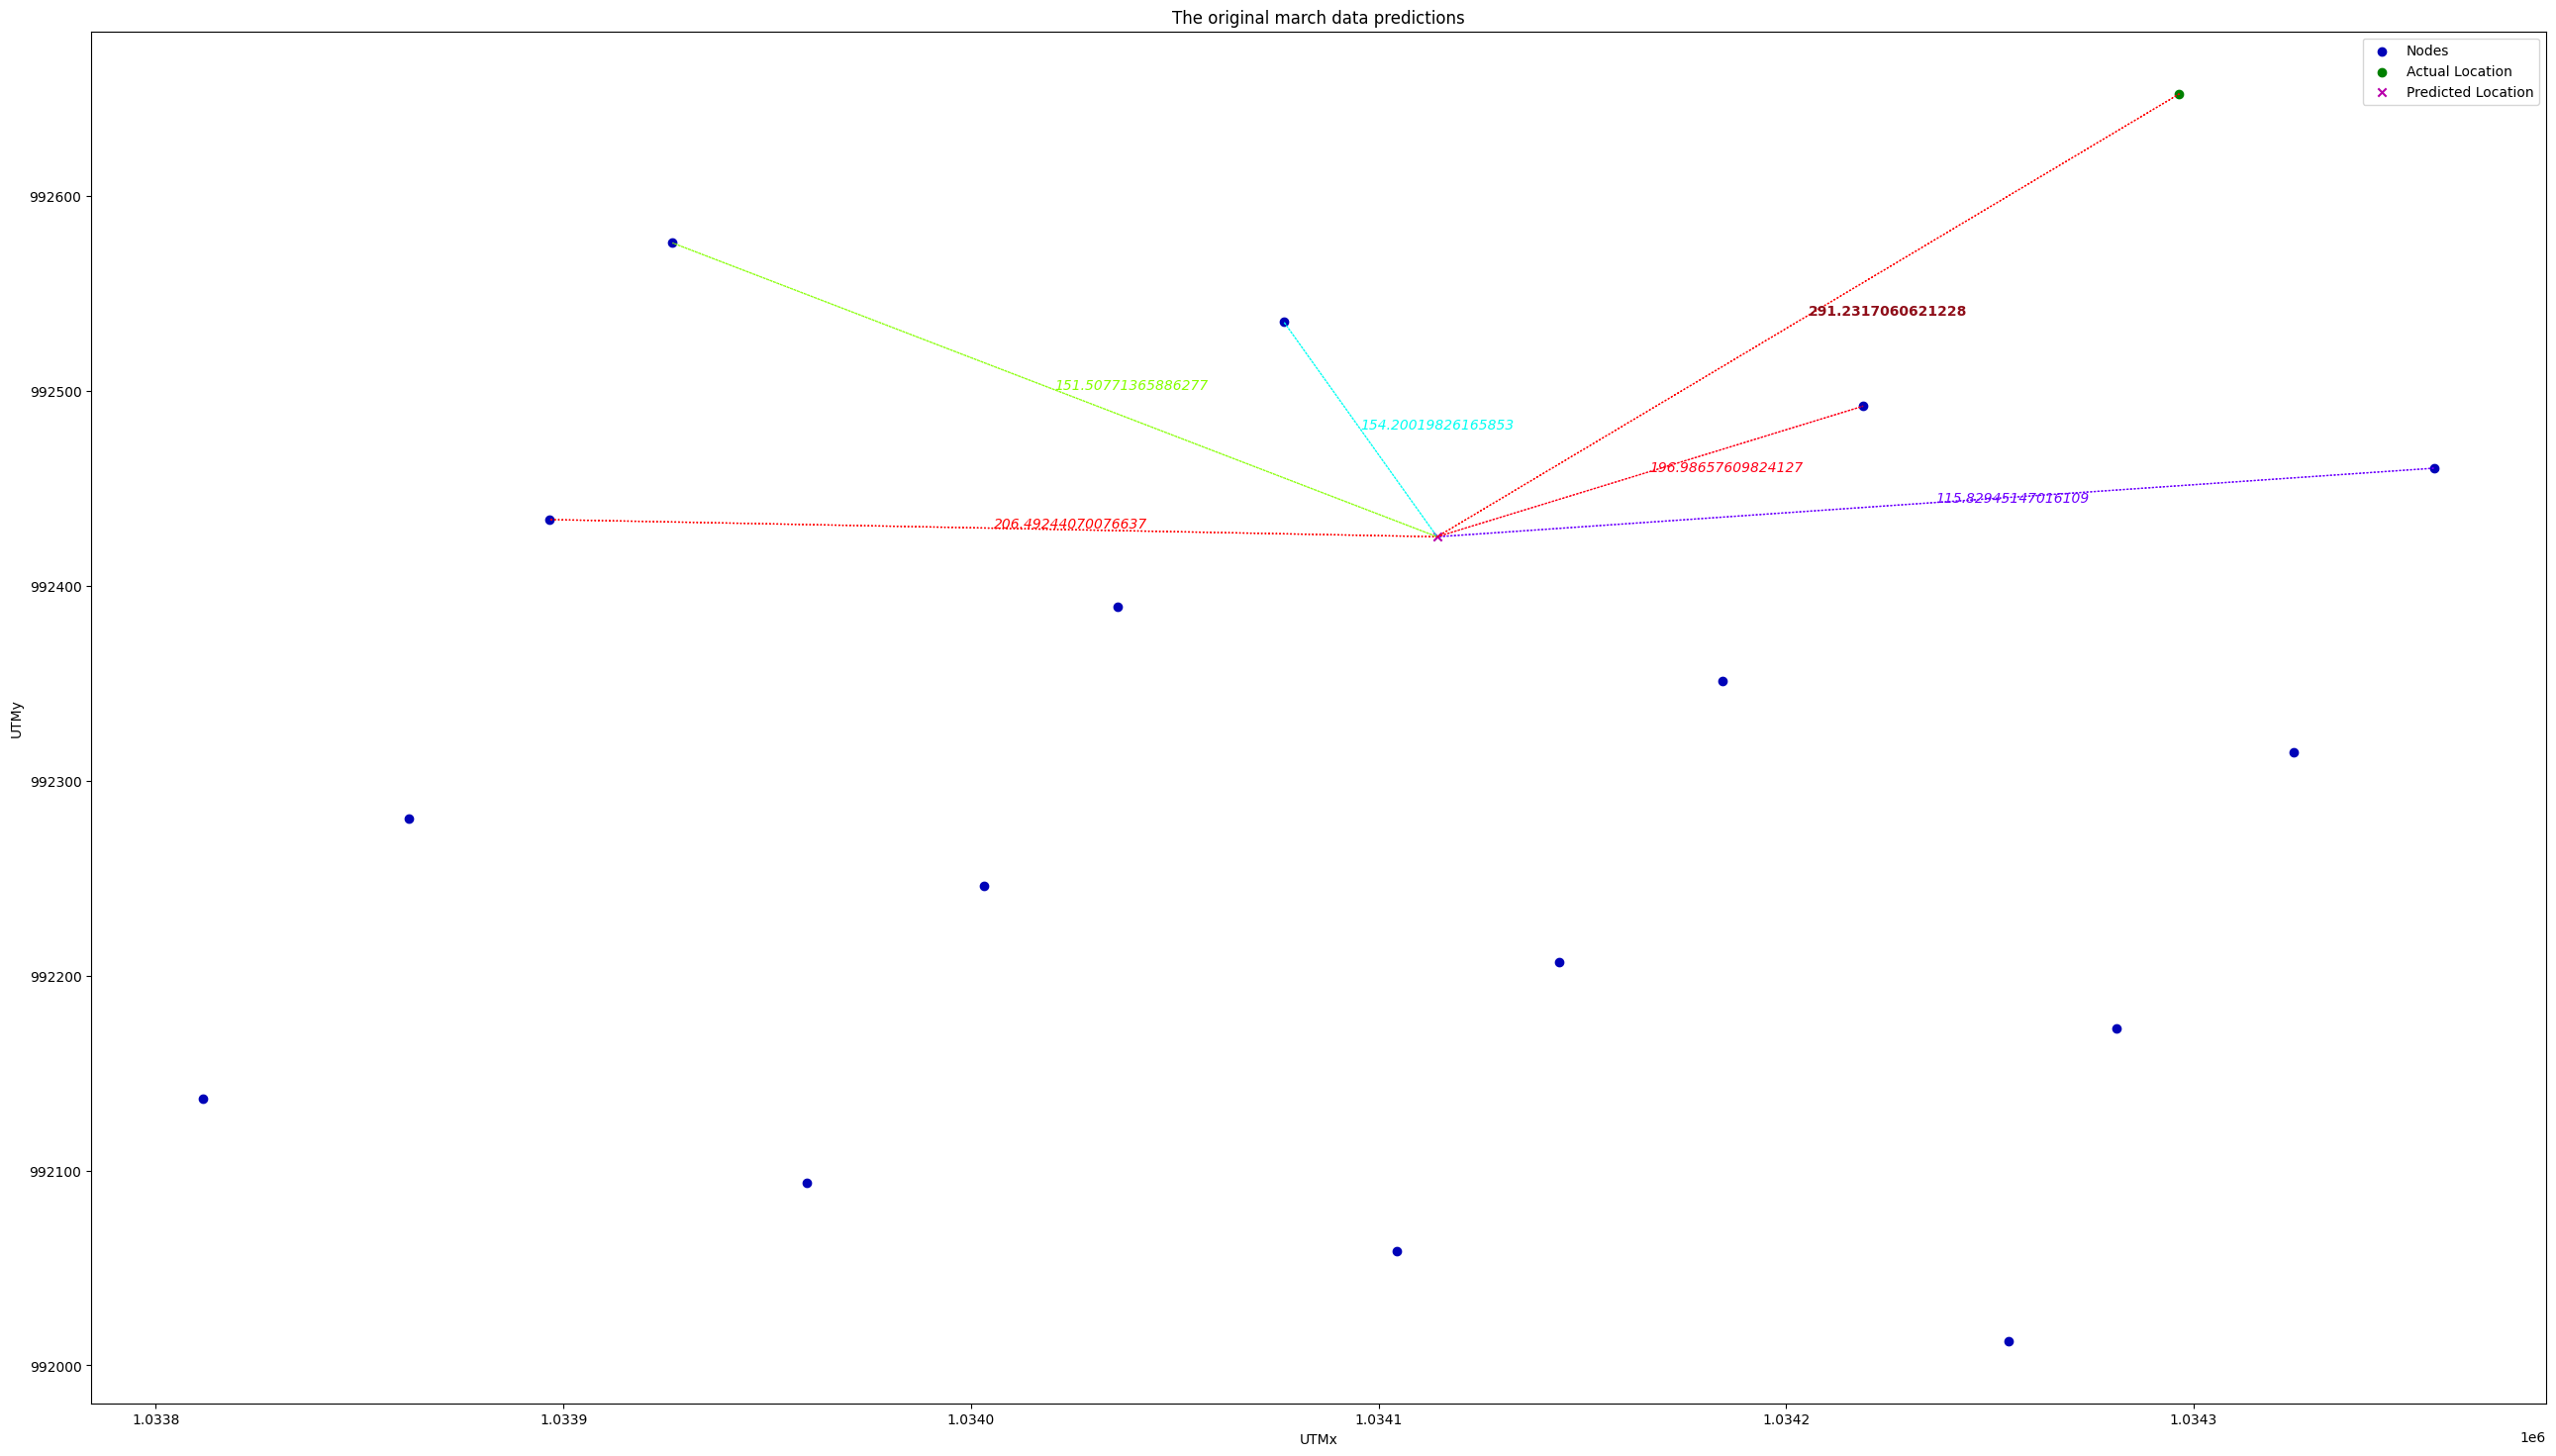 The original march data predictions
Nodes
Actual Location
Predicted Location
992600
992500
992400
992300
992200
992100
992000
UTMy
291.2317060621228
151.50771365886277
154.20019826165853
196.98657609824127
115.82945147016109
206.49244070076637
1.0338
1.0339
1.0340
1.0341
1.0342
1.0343
UTMx
1e6